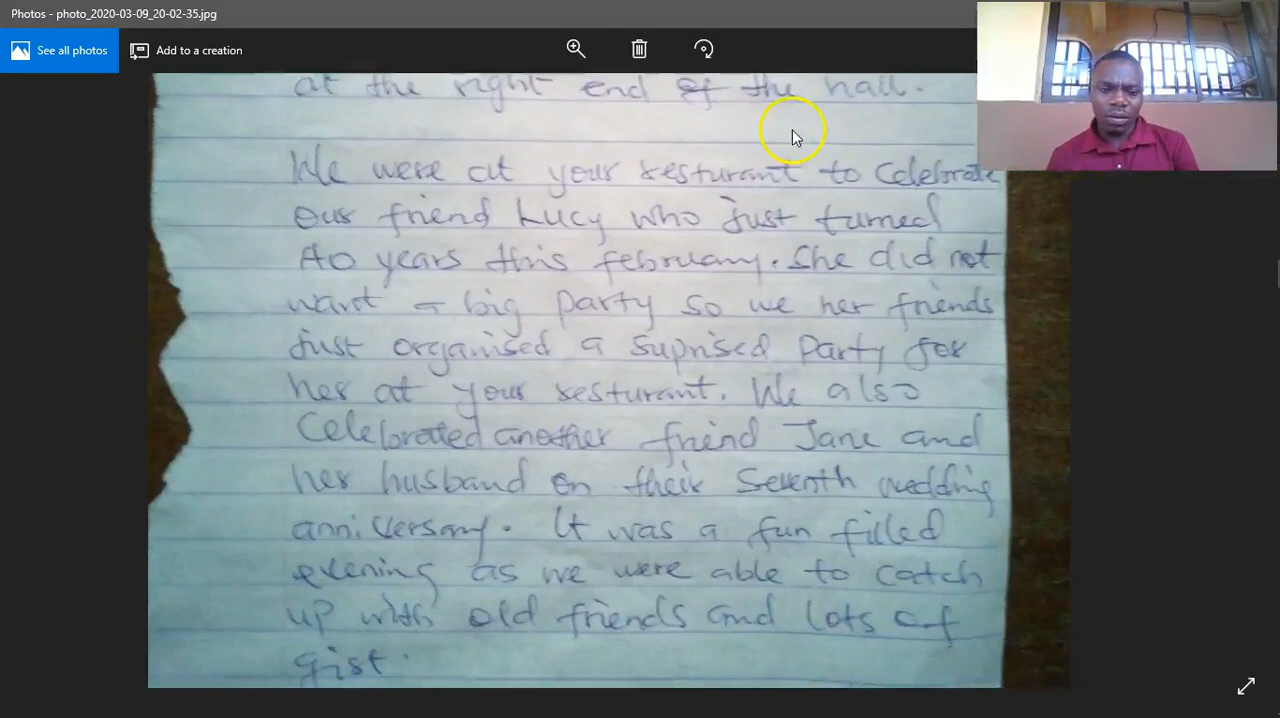 Photos - photo_2020-03-09_20-02-35.jpg
See all photos
Add to a creation
at the right end of the hall.
We were at your resturant to Celebrate
our friend Lucy who just turned
40 years this february. She did not
want a big party so we her friends
just organised a suprised party for
her at your resturant. We also
Celebrated another friend Jane and
her husband on their Seventh wedding
anniversary. It was a fun filled
evening as we were able to catch
up with old friends and lots of
gist.